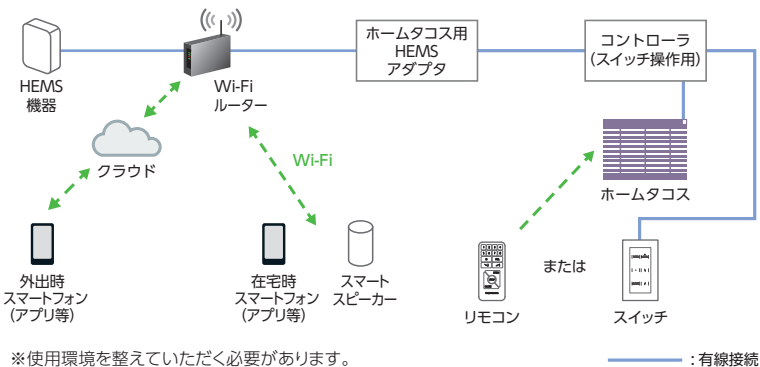 ホームタコス用
HEMS
アダプタ
コントローラ
（スイッチ操作用）
HEMS
機器
Wi-Fi
ルーター
クラウド
Wi-Fi
ホームタコス
外出時
スマートフォン
（アプリ等）
在宅時
スマートフォン
（アプリ等）
スマート
スピーカー
リモコン
または
スイッチ
※使用環境を整えていただく必要があります。
：有線接続